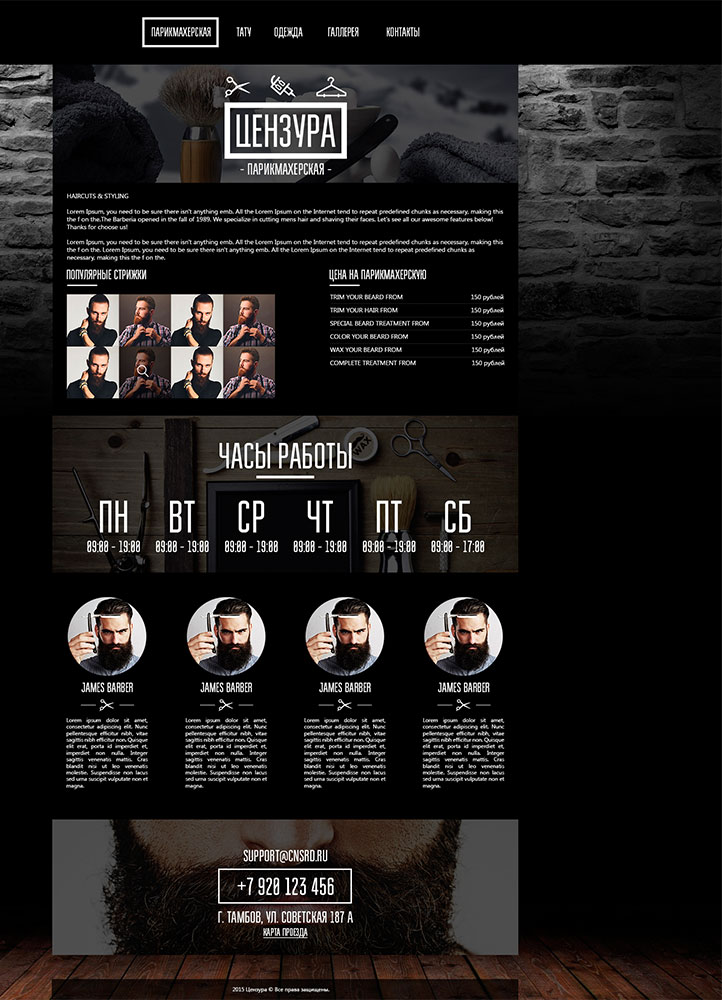 ПАРИКМАХЕРСКАЯ ТАТУ ОДЕЖДА ГАЛЛЕРЕЯ КОНТАКТЫ
ЦЕНЗУРА
- ПАРИКМАХЕРСКАЯ -
HAIRCUTS & STYLING
Lorem Ipsum, you need to be sure there isn't anything emb. All the Lorem Ipsum on the Internet tend to repeat predefined chunks as necessary, making this
the f on the.The Barberia opened in the fall of 1989. We specialize in cutting mens hair and shaving their faces. Let's see all our awesome features below!
Thanks for choose us!
Lorem Ipsum, you need to be sure there isn't anything emb. All the Lorem Ipsum on the Internet tend to repeat predefined chunks as necessary, making this
the f on the. Lorem Ipsum, you need to be sure there isn't anything emb. All the Lorem Ipsum on the Internet tend to repeat predefined chunks as
necessary, making this the f on the.
ПОПУЛЯРНЫЕ СТРИЖКИ
ЦЕНА НА ПАРИКМАХЕРСКУЮ
TRIM YOUR BEARD FROM 150 рублей
TRIM YOUR HAIR FROM 150 рублей
SPECIAL BEARD TREATMENT FROM 150 рублей
COLOR YOUR BEARD FROM 150 рублей
WAX YOUR BEARD FROM 150 рублей
COMPLETE TREATMENT FROM 150 рублей
WAX
ЧАСЫ РАБОТЫ
ПН ВТ СР ЧТ ПТ СБ
09:00 - 19:00 09:00 - 19:00 09:00 - 19:00 09:00 - 19:00 09:00 - 19:00 09:00 - 17:00
JAMES BARBER
Lorem ipsum dolor sit amet,
consectetur adipiscing elit. Nunc
pellentesque efficitur nibh, vitae
sagittis nibh efficitur non. Quisque
elit erat, porta id imperdiet et,
imperdiet non nulla. Integer
sagittis venenatis mattis. Cras
blandit nisi ut leo venenatis
molestie. Suspendisse non lacus
sed urna suscipit vulputate non et
magna.
JAMES BARBER
Lorem ipsum dolor sit amet,
consectetur adipiscing elit. Nunc
pellentesque efficitur nibh, vitae
sagittis nibh efficitur non. Quisque
elit erat, porta id imperdiet et,
imperdiet non nulla. Integer
sagittis venenatis mattis. Cras
blandit nisi ut leo venenatis
molestie. Suspendisse non lacus
sed urna suscipit vulputate non et
magna.
JAMES BARBER
Lorem ipsum dolor sit amet,
consectetur adipiscing elit. Nunc
pellentesque efficitur nibh, vitae
sagittis nibh efficitur non. Quisque
elit erat, porta id imperdiet et,
imperdiet non nulla. Integer
sagittis venenatis mattis. Cras
blandit nisi ut leo venenatis
molestie. Suspendisse non lacus
sed urna suscipit vulputate non et
magna.
JAMES BARBER
Lorem ipsum dolor sit amet,
consectetur adipiscing elit. Nunc
pellentesque efficitur nibh, vitae
sagittis nibh efficitur non. Quisque
elit erat, porta id imperdiet et,
imperdiet non nulla. Integer
sagittis venenatis mattis. Cras
blandit nisi ut leo venenatis
molestie. Suspendisse non lacus
sed urna suscipit vulputate non et
magna.
SUPPORT@CNSRD.RU
+7 920 123 456
Г. ТАМБОВ, УЛ. СОВЕТСКАЯ 187 А
КАРТА ПРОЕЗДА
2015 Цензура © Все права защищены.